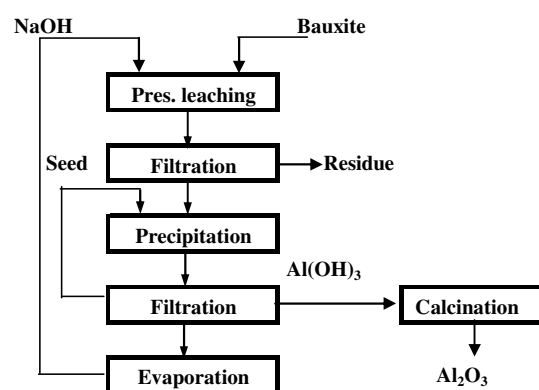 NaOH
Bauxite
Pres. leaching
Seed
Filtration
Residue
Precipitation
Al(OH)₃
Filtration
Calcination
Evaporation
Al₂O₃